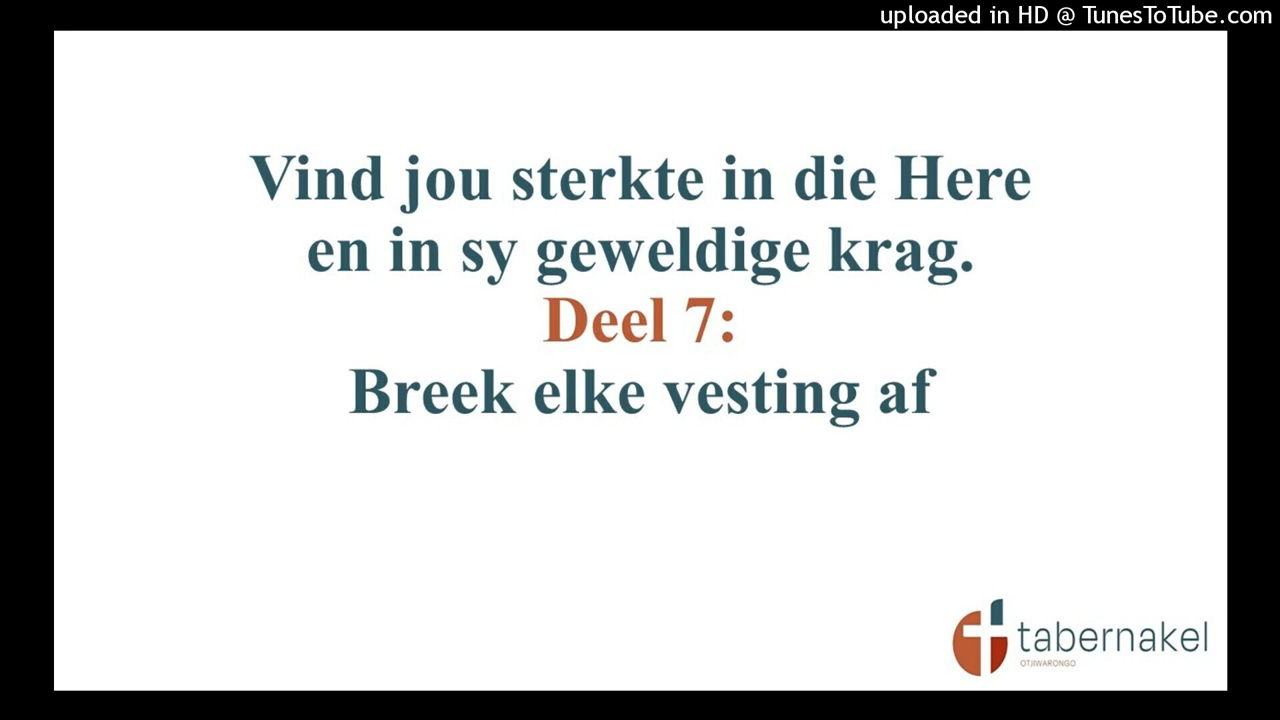 uploaded in HD @ TunesToTube.com
Vind jou sterkte in die Here
en in sy geweldige krag.
Deel 7:
Breek elke vesting af
tabernakel
OTJIWARONGO